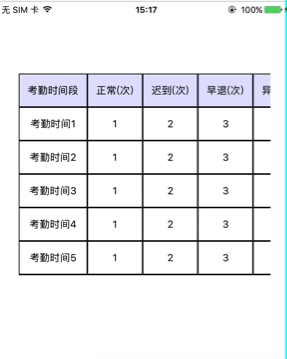 无 SIM 卡 15:17 100%
考勤时间段 正常(次) 迟到(次) 早退(次) 异
考勤时间1 1 2 3
考勤时间2 1 2 3
考勤时间3 1 2 3
考勤时间4 1 2 3
考勤时间5 1 2 3